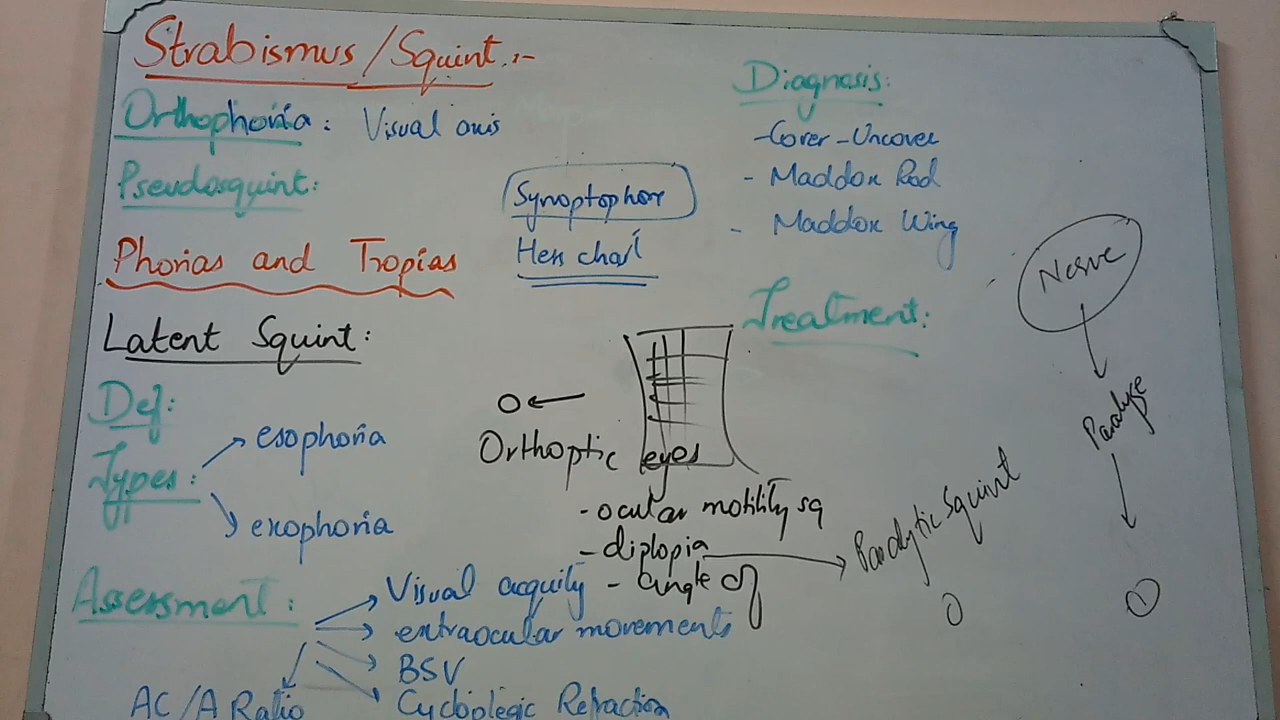 Strabismus/Squint :-
Orthophoria: Visual axis
Pseudosquint:
Phorias and Tropias
Latent Squint:
Def:
Types:
esophoria
exophoria
Assessment:
Visual acquity
extraocular movements
BSV
Cycloplegic Refraction
AC/A Ratio
Synoptophore
Hess chart
Orthoptic eyes
- ocular motility sq
- diplopia
- angle of
Paralytic Squint
Diagnosis:
- Cover-Uncover
- Maddox Rod
- Maddox Wing
Treatment:
Nerve
Paralyse